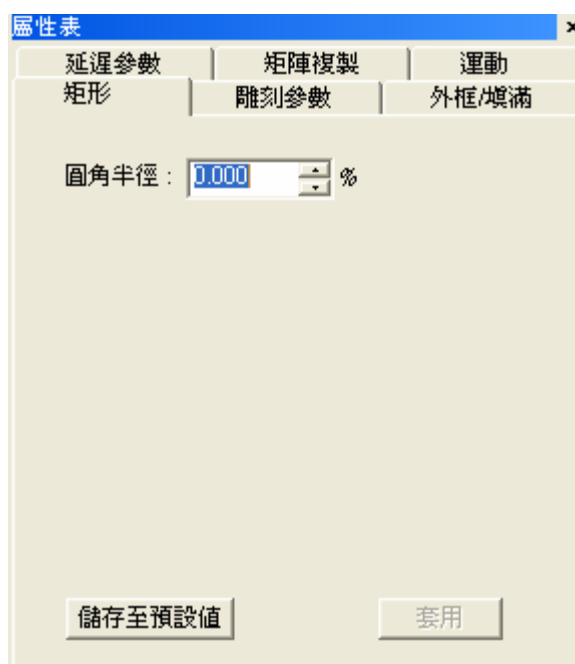 屬性表
延遲參數 矩陣複製 運動
矩形 雕刻參數 外框/填滿
圓角半徑： 0.000 %
儲存至預設值 套用